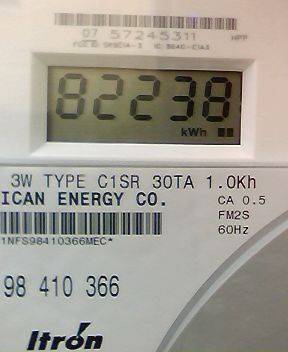 07 57245311
82238
kWh
3W TYPE C1SR 30TA 1.0Kh
ICAN ENERGY CO.
CA 0.5
FM2S
60Hz
1NFS98410366MEC*
98 410 366
Itron